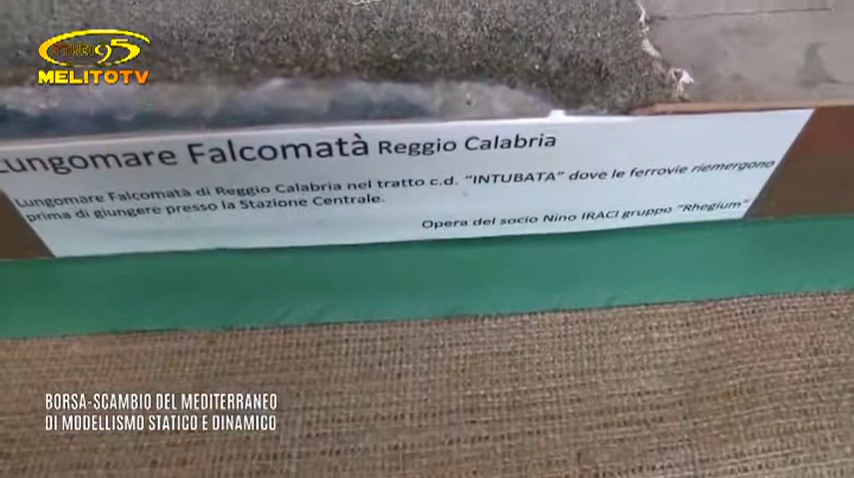 STUDIO 95
MELITOTV
Lungomare Falcomatà Reggio Calabria
Lungomare Falcomatà di Reggio Calabria nel tratto c.d. “INTUBATA” dove le ferrovie riemergono
prima di giungere presso la Stazione Centrale.
Opera del socio Nino IRACI gruppo “Rhegium”
BORSA-SCAMBIO DEL MEDITERRANEO
DI MODELLISMO STATICO E DINAMICO